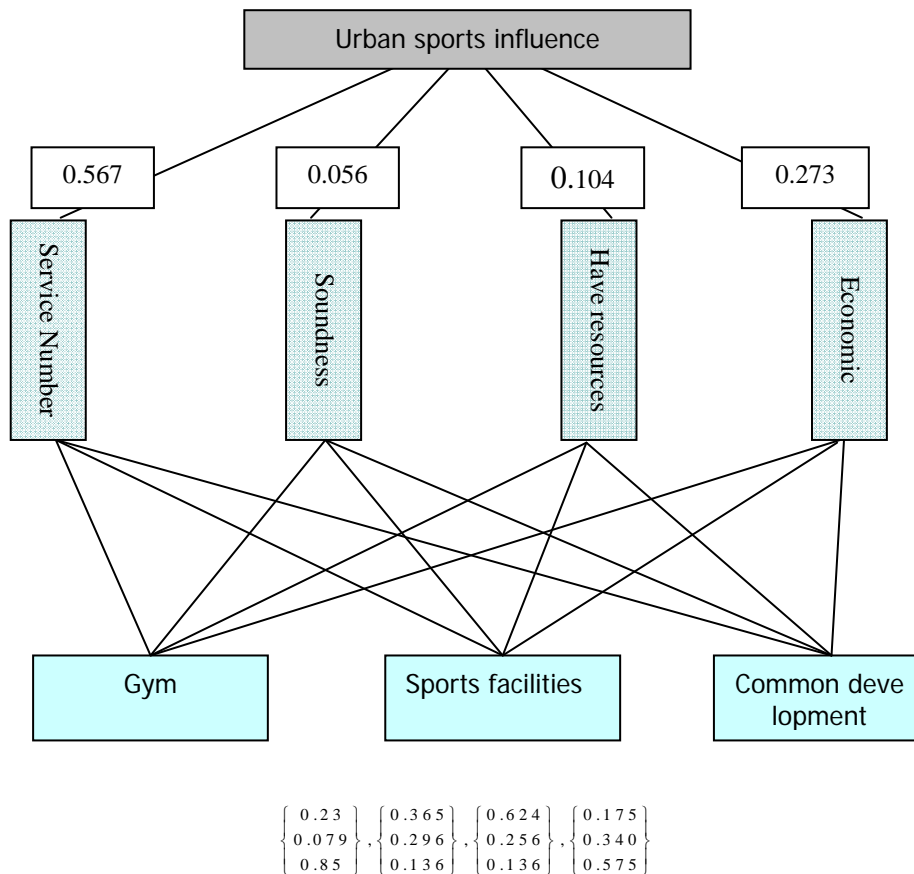 Urban sports influence
0.567 0.056 0.104 0.273
Service Number
Soundness
Have resources
Economic
Gym
Sports facilities
Common deve
lopment
{0.23} , {0.365} , {0.624} , {0.175}
{0.079} , {0.296} , {0.256} , {0.340}
{0.85} , {0.136} , {0.136} , {0.575}